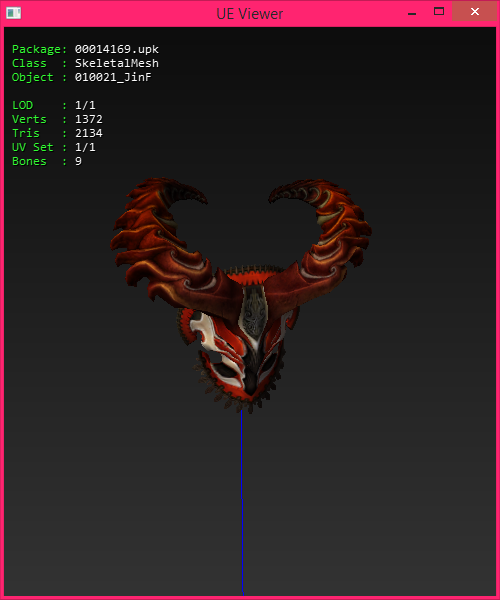 UE Viewer
Package: 00014169.upk
Class : SkeletalMesh
Object : 010021_JinF
LOD : 1/1
Verts : 1372
Tris : 2134
UV Set : 1/1
Bones : 9